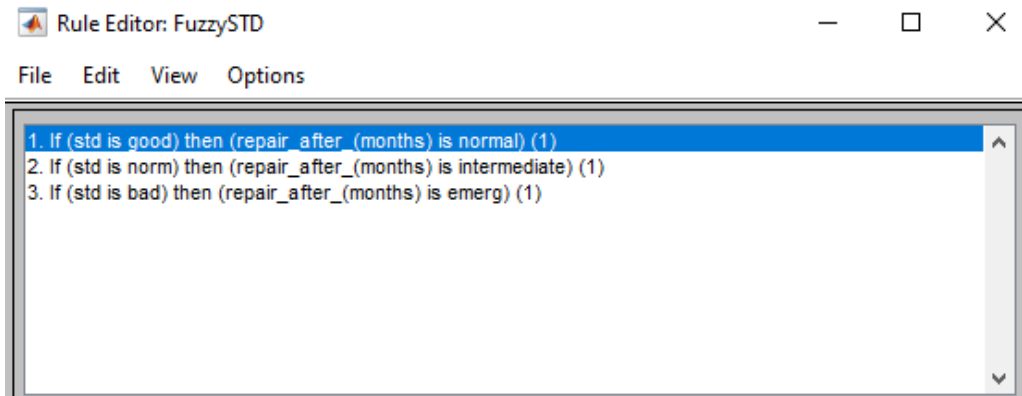 Rule Editor: FuzzySTD
File Edit View Options
1. If (std is good) then (repair_after_(months) is normal) (1)
2. If (std is norm) then (repair_after_(months) is intermediate) (1)
3. If (std is bad) then (repair_after_(months) is emerg) (1)